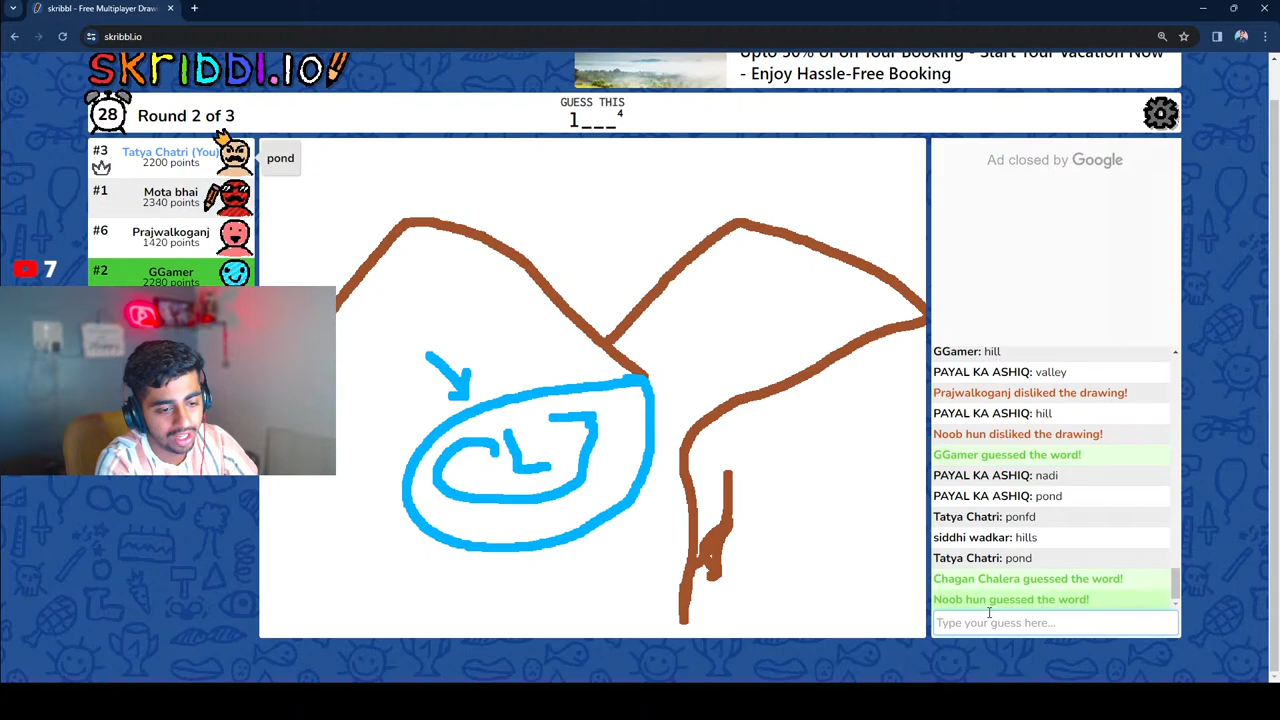 skribbl - Free Multiplayer Draw
skribbl.io
skribbl.io
Upto 50% off on Your Booking - Start Your Vacation Now
- Enjoy Hassle-Free Booking
28
Round 2 of 3
GUESS THIS
l___ 4
#3
Tatya Chatri (You)
2200 points
pond
#1
Mota bhai
2340 points
#6
Prajwalkoganj
1420 points
#2
GGamer
2280 points
7
Ad closed by Google
GGamer: hill
PAYAL KA ASHIQ: valley
Prajwalkoganj disliked the drawing!
PAYAL KA ASHIQ: hill
Noob hun disliked the drawing!
GGamer guessed the word!
PAYAL KA ASHIQ: nadi
PAYAL KA ASHIQ: pond
Tatya Chatri: ponfd
siddhi wadkar: hills
Tatya Chatri: pond
Chagan Chalera guessed the word!
Noob hun guessed the word!
Type your guess here...